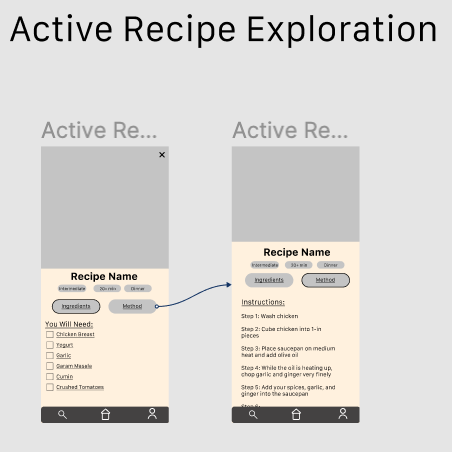 Active Recipe Exploration
Active Re...
Recipe Name
Intermediate 30+ min Dinner
Ingredients Method
You Will Need:
Chicken Breast
Yogurt
Garlic
Garam Masala
Cumin
Crushed Tomatoes
Active Re...
Recipe Name
Intermediate 30+ min Dinner
Ingredients Method
Instructions:
Step 1: Wash chicken
Step 2: Cube chicken into 1-in
pieces
Step 3: Place saucepan on medium
heat and add olive oil
Step 4: While the oil is heating up,
chop garlic and ginger very finely
Step 5: Add your spices, garlic, and
ginger into the saucepan